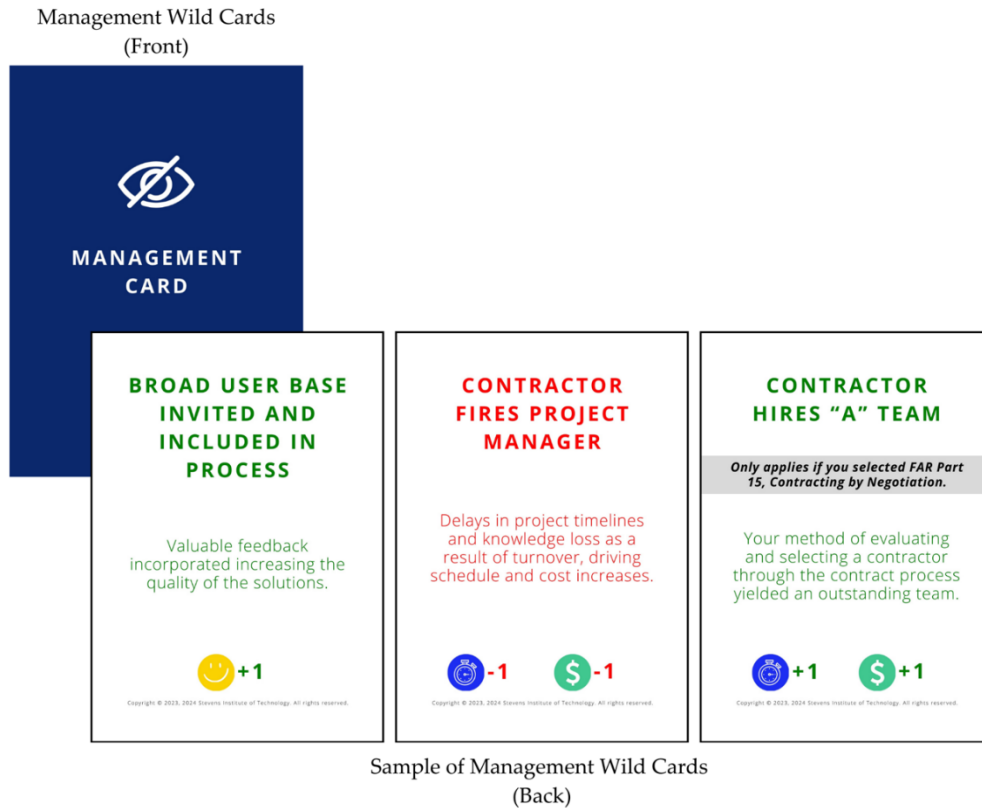 Management Wild Cards
(Front)
MANAGEMENT
CARD
BROAD USER BASE
INVITED AND
INCLUDED IN
PROCESS
Valuable feedback
incorporated increasing the
quality of the solutions.
+1
Copyright © 2023, 2024 Stevens Institute of Technology. All rights reserved.
CONTRACTOR
FIRES PROJECT
MANAGER
Delays in project timelines
and knowledge loss as a
result of turnover, driving
schedule and cost increases.
-1 $ -1
Copyright © 2023, 2024 Stevens Institute of Technology. All rights reserved.
CONTRACTOR
HIRES “A” TEAM
Only applies if you selected FAR Part
15, Contracting by Negotiation.
Your method of evaluating
and selecting a contractor
through the contract process
yielded an outstanding team.
+1 $ +1
Copyright © 2023, 2024 Stevens Institute of Technology. All rights reserved.
Sample of Management Wild Cards
(Back)